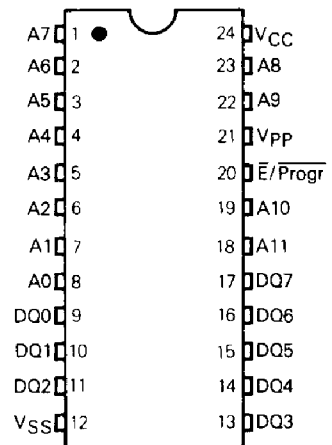 A7 1 24 VCC
A6 2 23 A8
A5 3 22 A9
A4 4 21 VPP
A3 5 20 E̅/P̅r̅o̅g̅r̅
A2 6 19 A10
A1 7 18 A11
A0 8 17 DQ7
DQ0 9 16 DQ6
DQ1 10 15 DQ5
DQ2 11 14 DQ4
VSS 12 13 DQ3